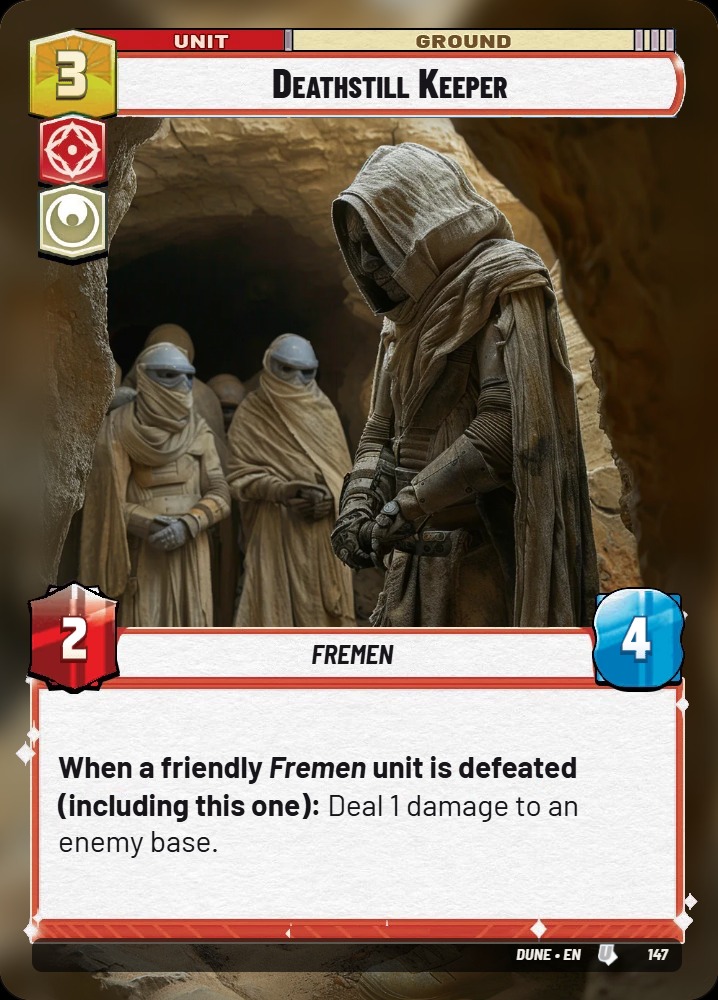 UNIT GROUND
3 Deathstill Keeper
2 FREMEN 4
When a friendly Fremen unit is defeated
(including this one): Deal 1 damage to an
enemy base.
DUNE • EN U 147